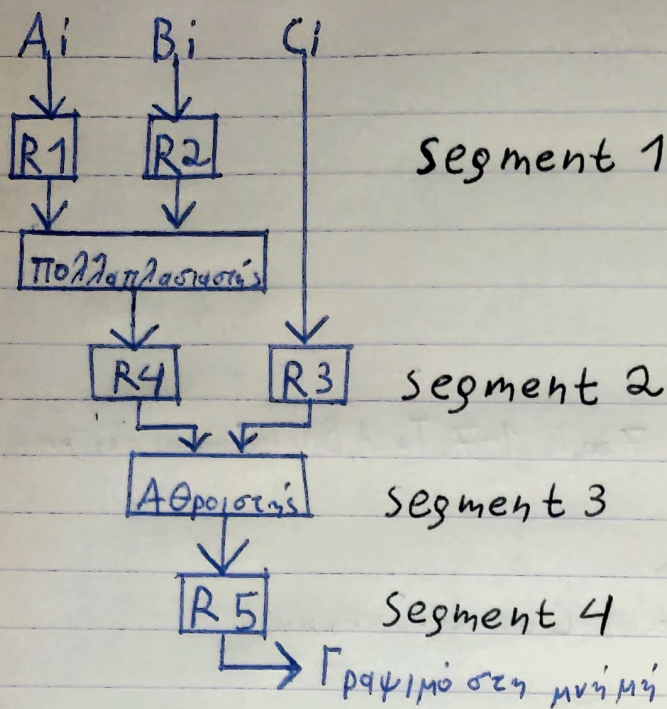 Ai Bi Ci
R1 R2 segment 1
πολλαπλασιαστής
R4 R3 segment 2
Αθροιστής segment 3
R5 segment 4
Γραψιμό στη μνήμή